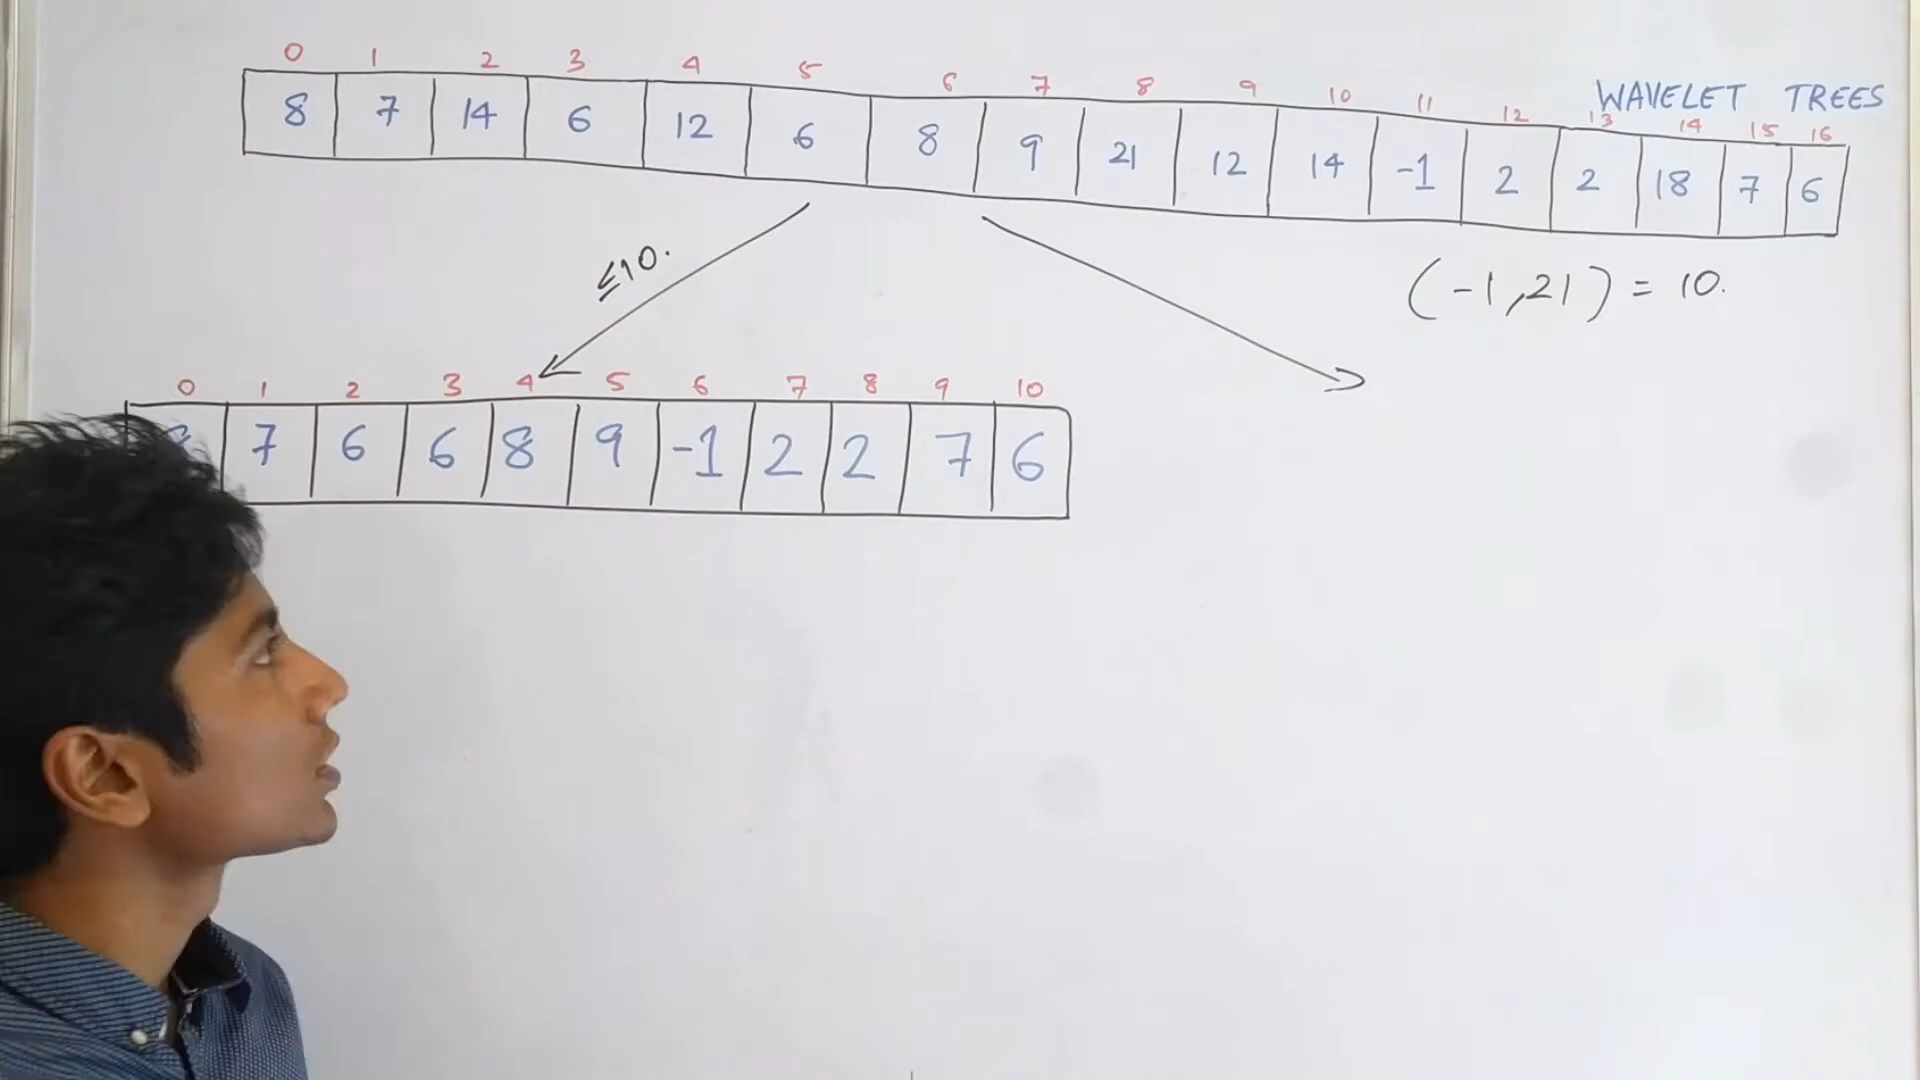 WAVELET TREES
0 1 2 3 4 5 6 7 8 9 10 11 12 13 14 15 16
8 7 14 6 12 6 8 9 21 12 14 -1 2 2 18 7 6
≤10.
(-1,21) = 10.
0 1 2 3 4 5 6 7 8 9 10
7 6 6 8 9 -1 2 2 7 6